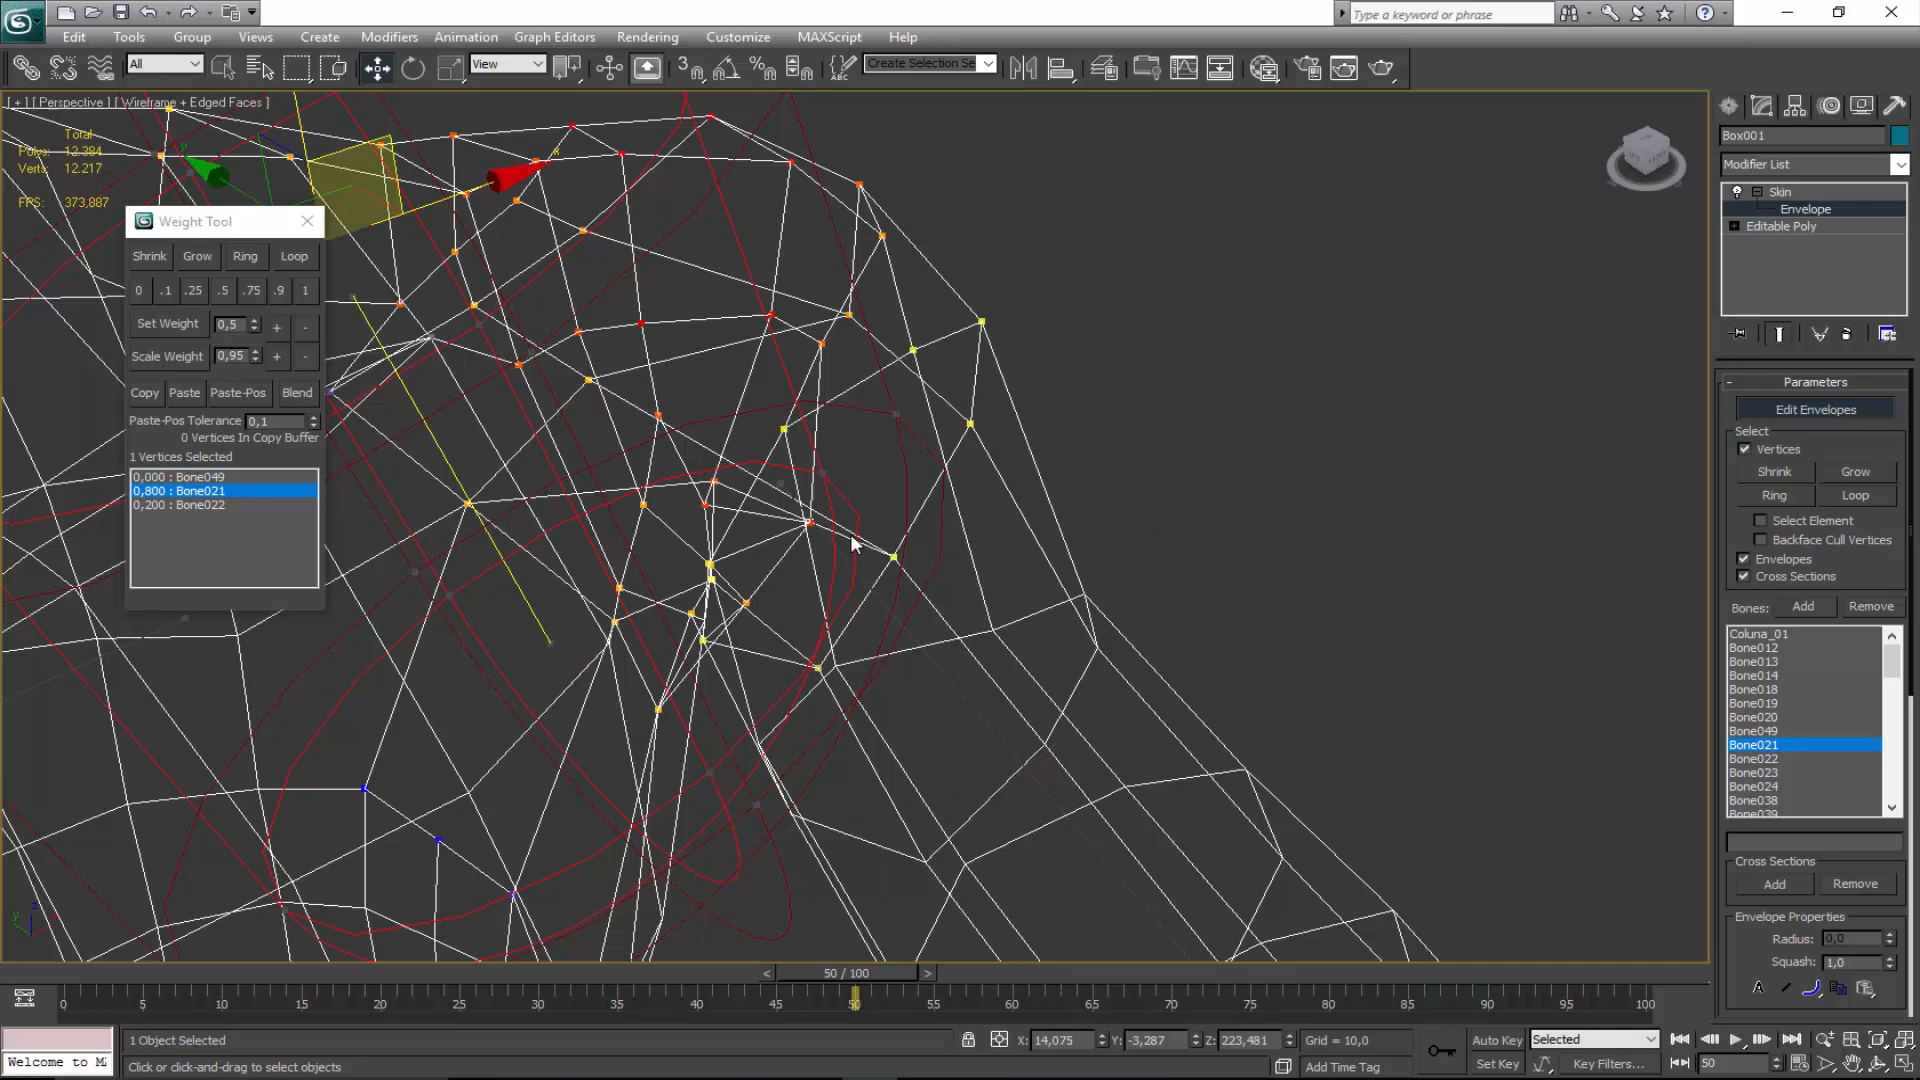 Type a keyword or phrase
Edit Tools Group Views Create Modifiers Animation Graph Editors Rendering Customize MAXScript Help
All View Create Selection Se
[ + ] [ Perspective ] [ Wireframe + Edged Faces ]
Total
Polys: 12.384
Verts: 12.217
FPS: 373,887
Weight Tool
Shrink Grow Ring Loop
0 .1 .25 .5 .75 .9 1
Set Weight 0,5 + -
Scale Weight 0,95 + -
Copy Paste Paste-Pos Blend
Paste-Pos Tolerance 0,1
0 Vertices In Copy Buffer
1 Vertices Selected
0,000 : Bone049
0,800 : Bone021
0,200 : Bone022
Box001
Modifier List
Skin
Envelope
Editable Poly
Parameters
Edit Envelopes
Select
Vertices
Shrink Grow
Ring Loop
Select Element
Backface Cull Vertices
Envelopes
Cross Sections
Bones: Add Remove
Coluna_01
Bone012
Bone013
Bone014
Bone018
Bone019
Bone020
Bone049
Bone021
Bone022
Bone023
Bone024
Bone038
Bone039
Cross Sections
Add Remove
Envelope Properties
Radius: 0,0
Squash: 1,0
< 50 / 100 >
0 5 10 15 20 25 30 35 40 45 50 55 60 65 70 75 80 85 90 95 100
1 Object Selected
X: 14,075 Y: -3,287 Z: 223,481 Grid = 10,0
Auto Key Selected
Welcome to M
Click or click-and-drag to select objects
Add Time Tag
Set Key Key Filters... 50